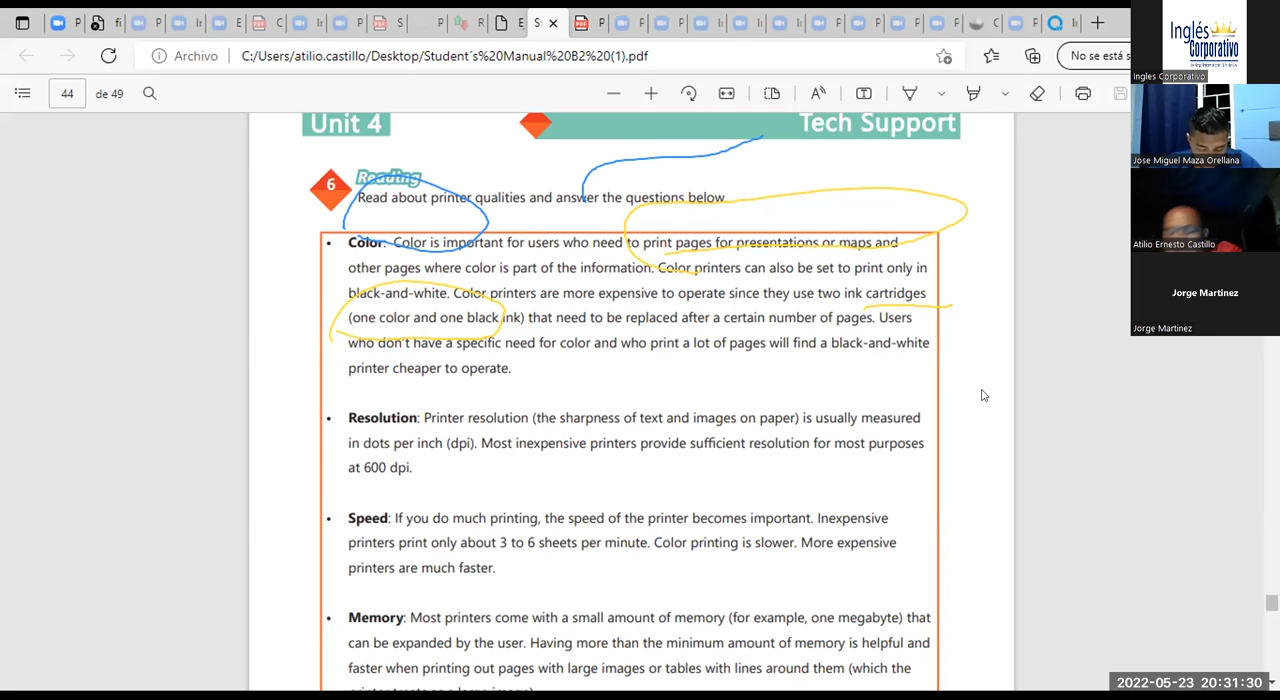 Archivo
C:/Users/atilio.castillo/Desktop/Student´s%20Manual%20B2%20(1).pdf
No se está s
44 de 49
Unit 4
Tech Support
6
Reading
Read about printer qualities and answer the questions below
• Color: Color is important for users who need to print pages for presentations or maps and
other pages where color is part of the information. Color printers can also be set to print only in
black-and-white. Color printers are more expensive to operate since they use two ink cartridges
(one color and one black ink) that need to be replaced after a certain number of pages. Users
who don't have a specific need for color and who print a lot of pages will find a black-and-white
printer cheaper to operate.
• Resolution: Printer resolution (the sharpness of text and images on paper) is usually measured
in dots per inch (dpi). Most inexpensive printers provide sufficient resolution for most purposes
at 600 dpi.
• Speed: If you do much printing, the speed of the printer becomes important. Inexpensive
printers print only about 3 to 6 sheets per minute. Color printing is slower. More expensive
printers are much faster.
• Memory: Most printers come with a small amount of memory (for example, one megabyte) that
can be expanded by the user. Having more than the minimum amount of memory is helpful and
faster when printing out pages with large images or tables with lines around them (which the
Inglés
Corporativo
Ingles Corporativo
Jose Miguel Maza Orellana
Atilio Ernesto Castillo
Jorge Martinez
Jorge Martinez
2022-05-23 20:31:30